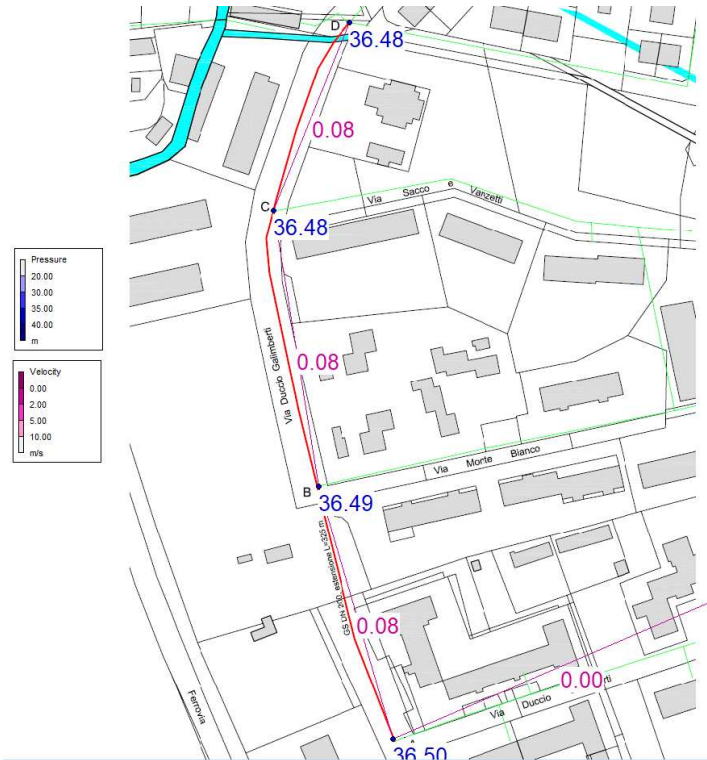 D
36.48
0.08
C
36.48
Via Sacco e Vanzetti
Pressure
20.00
30.00
35.00
40.00
m
Velocity
0.00
2.00
5.00
10.00
m/s
0.08
Via Duccio Galimberti
Via Morte Bianco
B
36.49
GS DN 200 estensione L=325 m
0.08
0.00
Via Duccio
Ferrovia
36.50